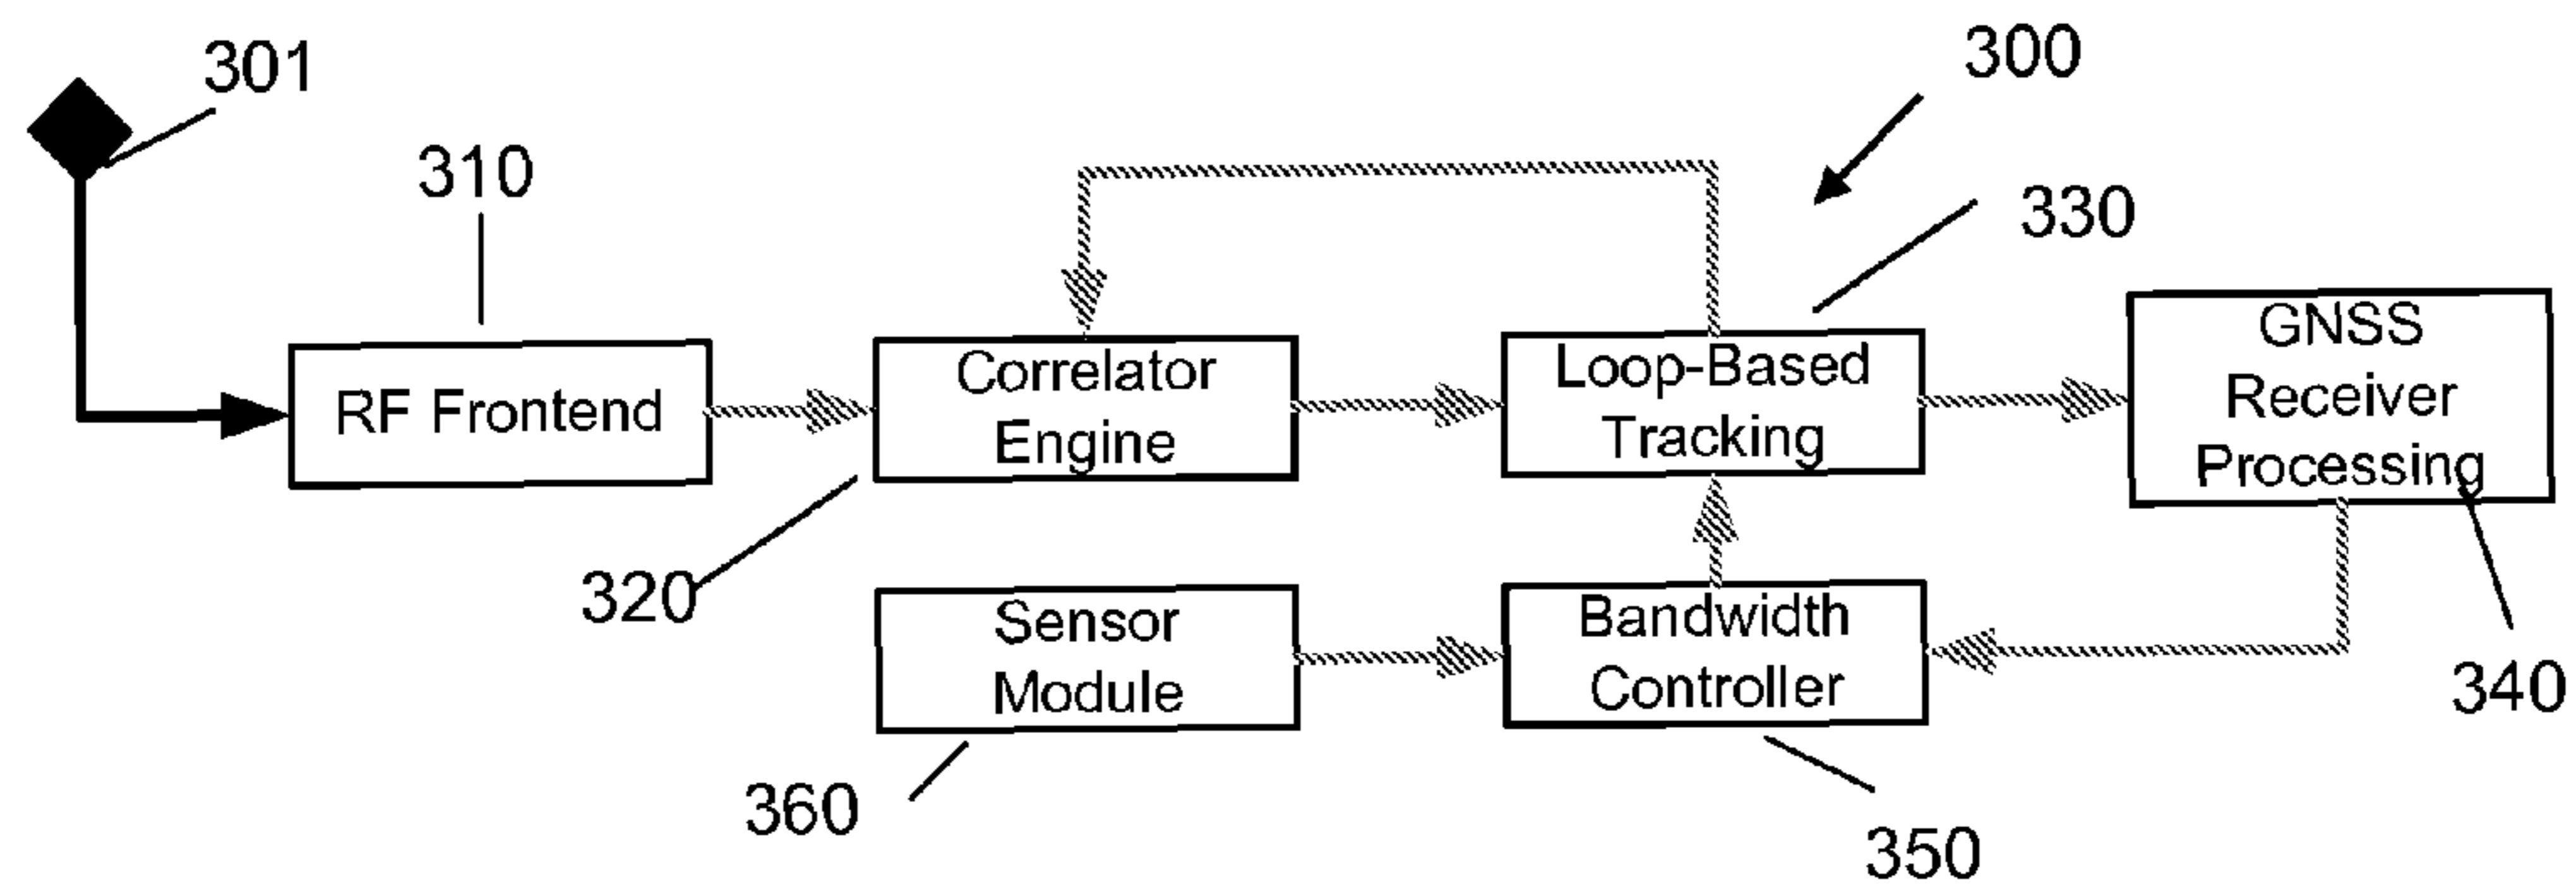 301
300
310
330
RF Frontend
Correlator
Engine
Loop-Based
Tracking
GNSS
Receiver
Processing
320
Sensor
Module
Bandwidth
Controller
340
360
350